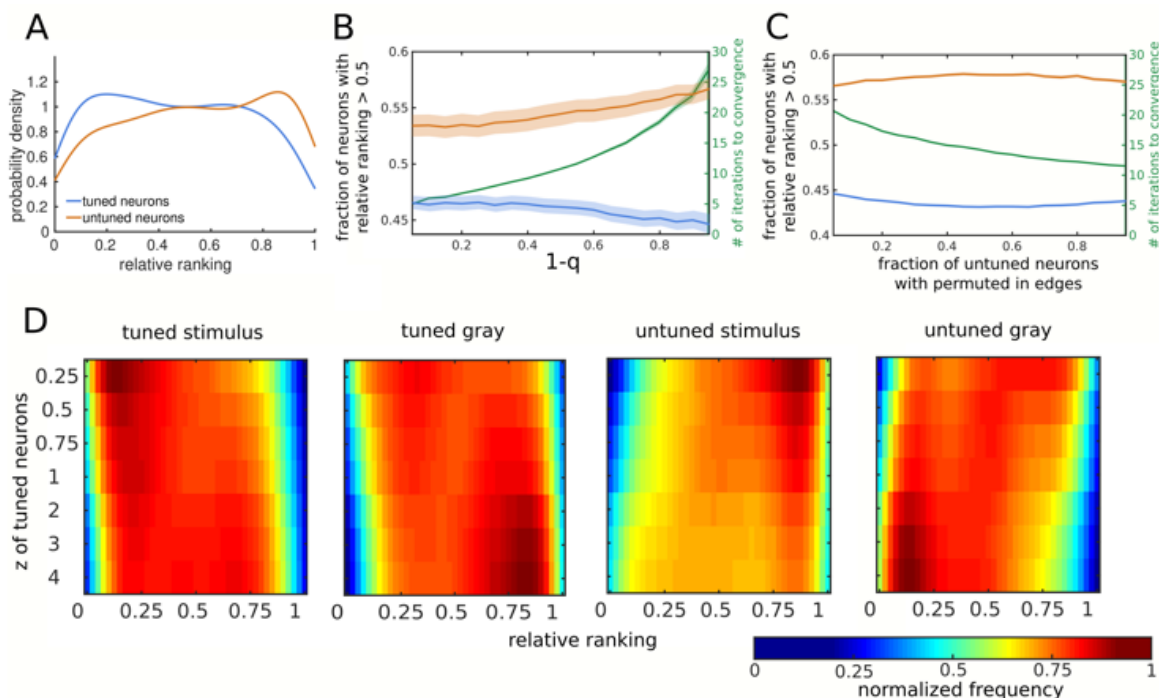 A
probability density
1.2
1
0.8
0.6
0.4
0.2
0
tuned neurons
untuned neurons
0 0.2 0.4 0.6 0.8 1
relative ranking
B
fraction of neurons with
relative ranking > 0.5
0.6
0.55
0.5
0.45
0.2 0.4 0.6 0.8
1-q
30
25
20
15
10
5
0
# of iterations to convergence
C
fraction of neurons with
relative ranking > 0.5
0.6
0.55
0.5
0.45
0.4
0.2 0.4 0.6 0.8
fraction of untuned neurons
with permuted in edges
30
25
20
15
10
5
0
# of iterations to convergence
D
tuned stimulus
tuned gray
untuned stimulus
untuned gray
z of tuned neurons
0.25
0.5
0.75
1
2
3
4
0 0.25 0.5 0.75 1
0 0.25 0.5 0.75 1
0 0.25 0.5 0.75 1
0 0.25 0.5 0.75 1
relative ranking
0 0.25 0.5 0.75 1
normalized frequency